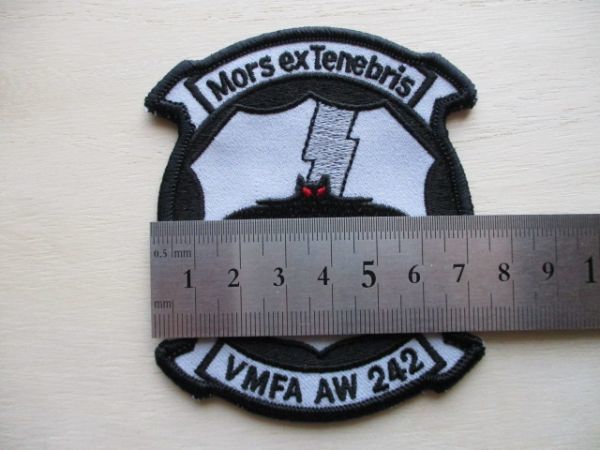 Mors ex Tenebris
0.5 mm
1 2 3 4 5 6 7 8 9 1
mm
VMFA AW 242